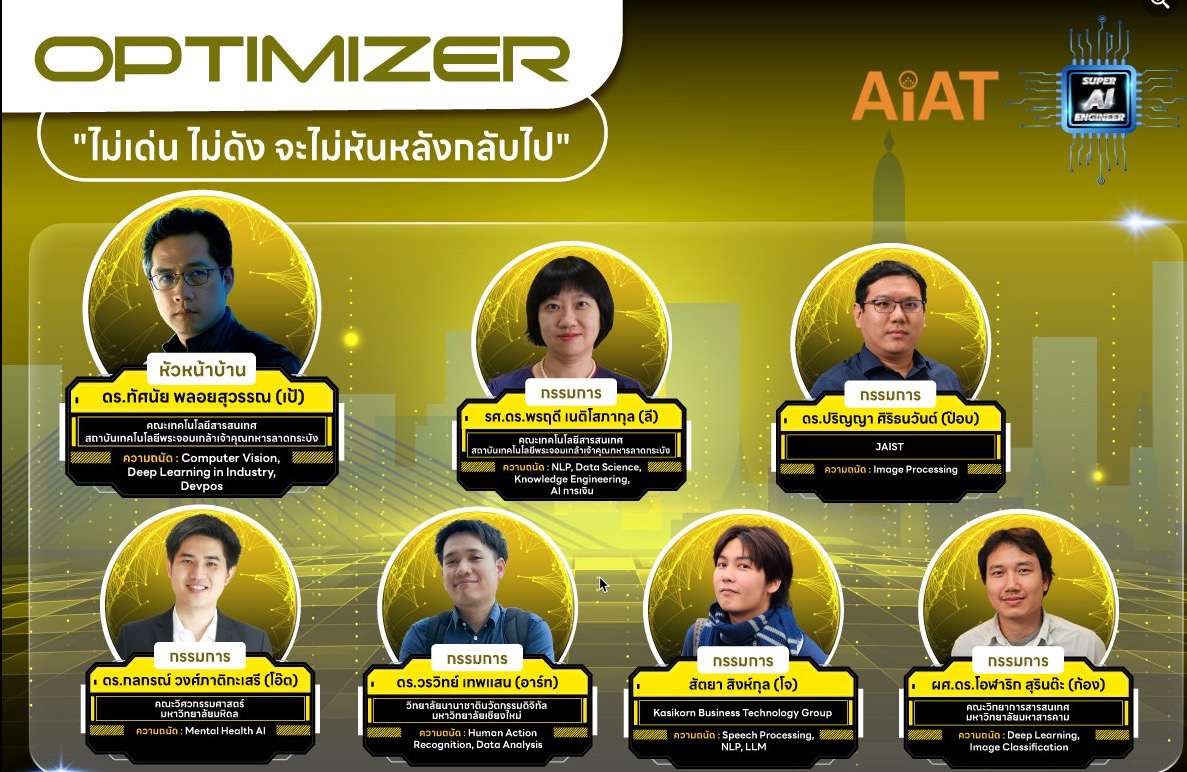 OPTIMIZER
"ไม่เด่น ไม่ดัง จะไม่หันหลังกลับไป"
AiAT
SUPER
AI
ENGINEER
หัวหน้าบ้าน
ดร.ทัศนัย พลอยสุวรรณ (เป้)
คณะเทคโนโลยีสารสนเทศ
สถาบันเทคโนโลยีพระจอมเกล้าเจ้าคุณทหารลาดกระบัง
ความถนัด : Computer Vision,
Deep Learning in Industry,
Devpos
กรรมการ
รศ.ดร.พรฤดี เนติโสภากุล (ลี)
คณะเทคโนโลยีสารสนเทศ
สถาบันเทคโนโลยีพระจอมเกล้าเจ้าคุณทหารลาดกระบัง
ความถนัด : NLP, Data Science,
Knowledge Engineering,
AI การเงิน
กรรมการ
ดร.ปริญญา ศิริธนวันต์ (ป๊อบ)
JAIST
ความถนัด : Image Processing
กรรมการ
ดร.กลกรณ์ วงศ์ภาติกะเสรี (โอ๊ต)
คณะวิศวกรรมศาสตร์
มหาวิทยาลัยมหิดล
ความถนัด : Mental Health AI
กรรมการ
ดร.วรวิทย์ เทพแสน (อาร์ท)
วิทยาลัยนานาชาตินวัตกรรมดิจิทัล
มหาวิทยาลัยเชียงใหม่
ความถนัด : Human Action
Recognition, Data Analysis
กรรมการ
สัตยา สิงห์กุล (โจ)
Kasikorn Business Technology Group
ความถนัด : Speech Processing,
NLP, LLM
กรรมการ
ผศ.ดร.โอฬาริก สุรินต๊ะ (ก้อง)
คณะวิทยาการสารสนเทศ
มหาวิทยาลัยมหาสารคาม
ความถนัด : Deep Learning,
Image Classification